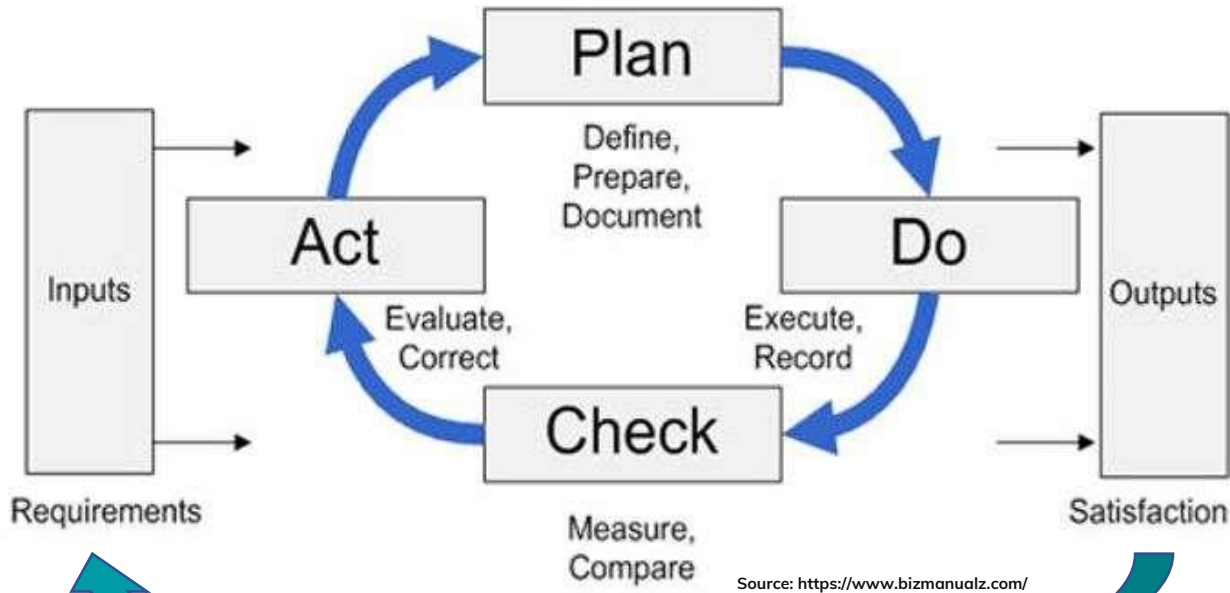 Plan
Define,
Prepare,
Document
Act
Do
Inputs
Outputs
Evaluate,
Correct
Execute,
Record
Check
Requirements
Satisfaction
Measure,
Compare
Source: https://www.bizmanualz.com/